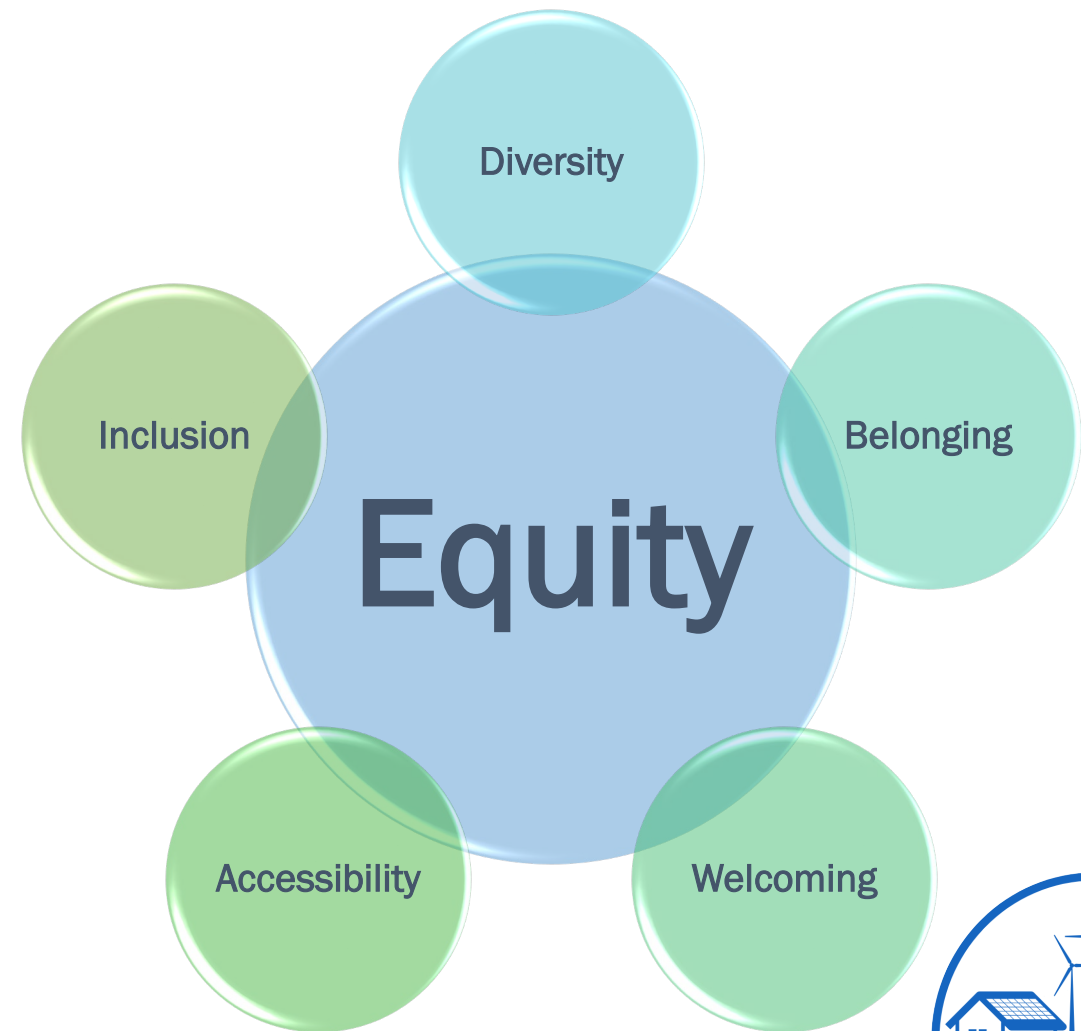 Diversity
Inclusion
Belonging
Equity
Accessibility
Welcoming